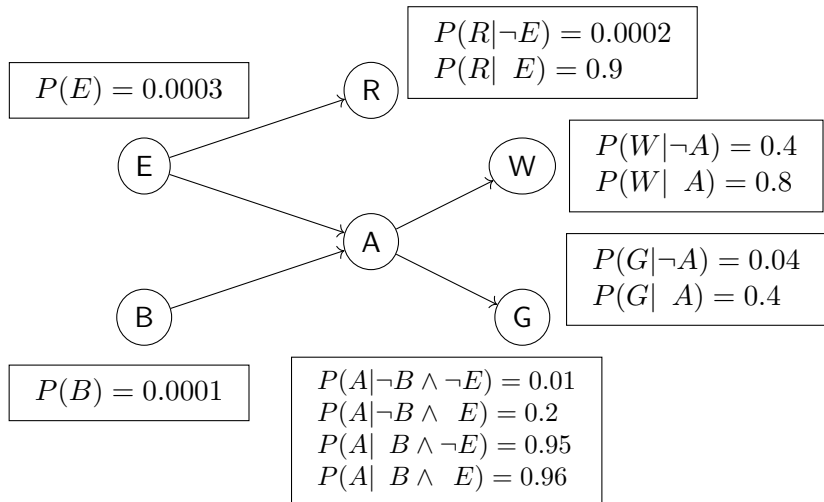 P(R|¬E) = 0.0002
P(R| E) = 0.9
P(E) = 0.0003
R
E
W
P(W|¬A) = 0.4
P(W| A) = 0.8
A
B
G
P(G|¬A) = 0.04
P(G| A) = 0.4
P(B) = 0.0001
P(A|¬B ∧ ¬E) = 0.01
P(A|¬B ∧ E) = 0.2
P(A| B ∧ ¬E) = 0.95
P(A| B ∧ E) = 0.96